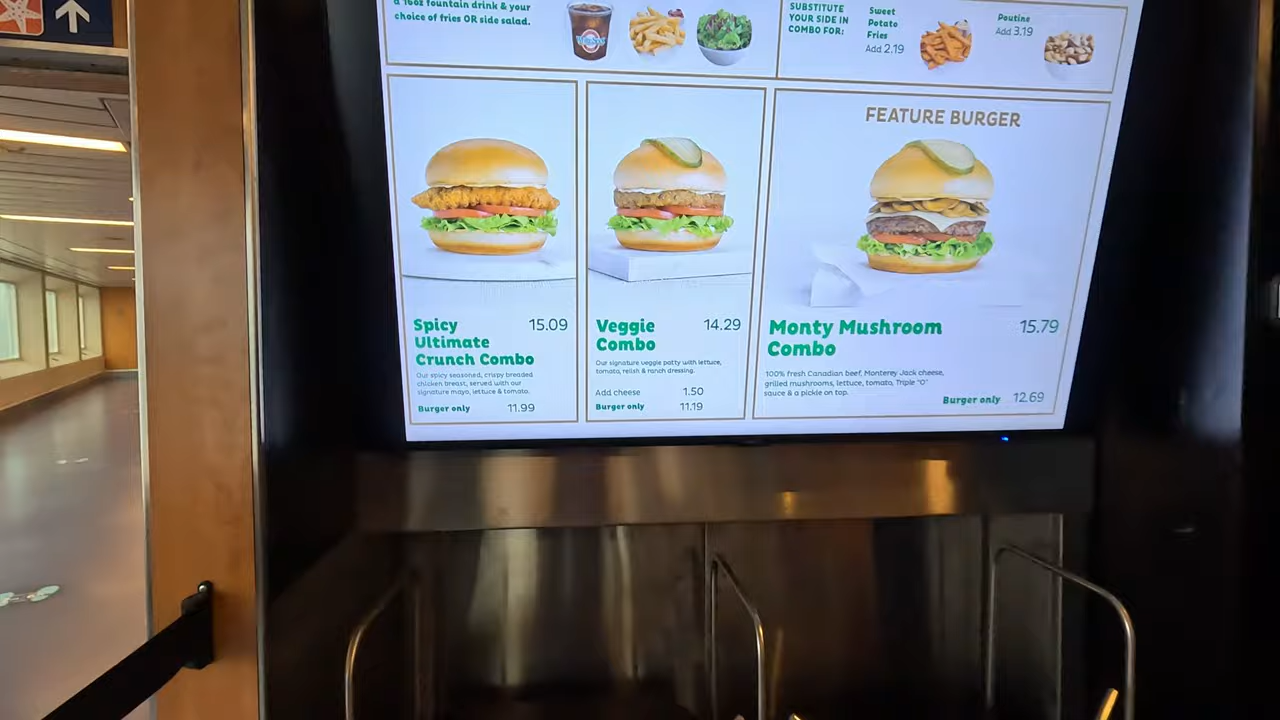 a 16oz fountain drink & your
choice of fries OR side salad.
SUBSTITUTE
YOUR SIDE IN
COMBO FOR:
Sweet
Potato
Fries
Add 2.19
Poutine
Add 3.19
Spicy
Ultimate
Crunch Combo
15.09
Our spicy seasoned, crispy breaded
chicken breast, served with our
signature mayo, lettuce & tomato.
Burger only 11.99
Veggie
Combo
14.29
Our signature veggie patty with lettuce,
tomato, relish & ranch dressing.
Add cheese 1.50
Burger only 11.19
FEATURE BURGER
Monty Mushroom
Combo
15.79
100% fresh Canadian beef, Monterey Jack cheese,
grilled mushrooms, lettuce, tomato, Triple "O"
sauce & a pickle on top.
Burger only 12.69